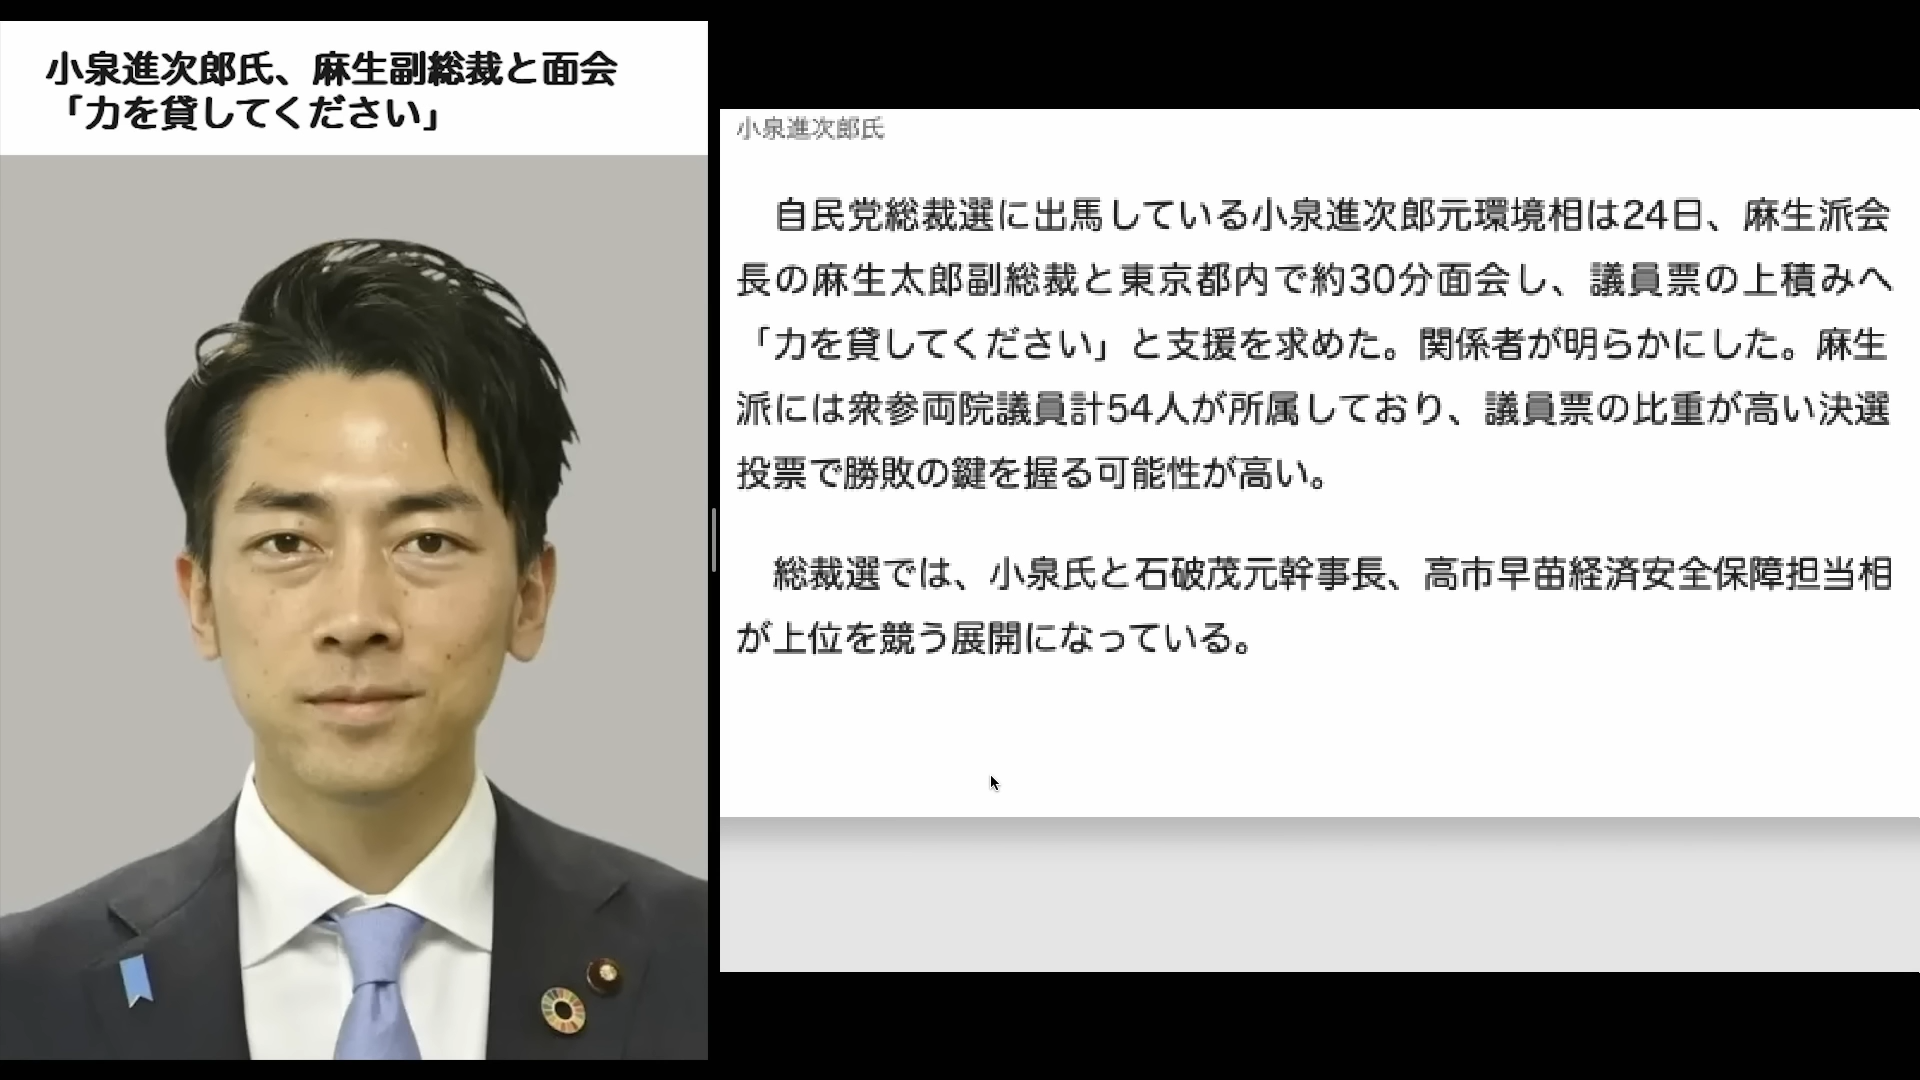 小泉進次郎氏、麻生副総裁と面会
「力を貸してください」
小泉進次郎氏
自民党総裁選に出馬している小泉進次郎元環境相は24日、麻生派会
長の麻生太郎副総裁と東京都内で約30分面会し、議員票の上積みへ
「力を貸してください」と支援を求めた。関係者が明らかにした。麻生
派には衆参両院議員計54人が所属しており、議員票の比重が高い決選
投票で勝敗の鍵を握る可能性が高い。
総裁選では、小泉氏と石破茂元幹事長、高市早苗経済安全保障担当相
が上位を競う展開になっている。